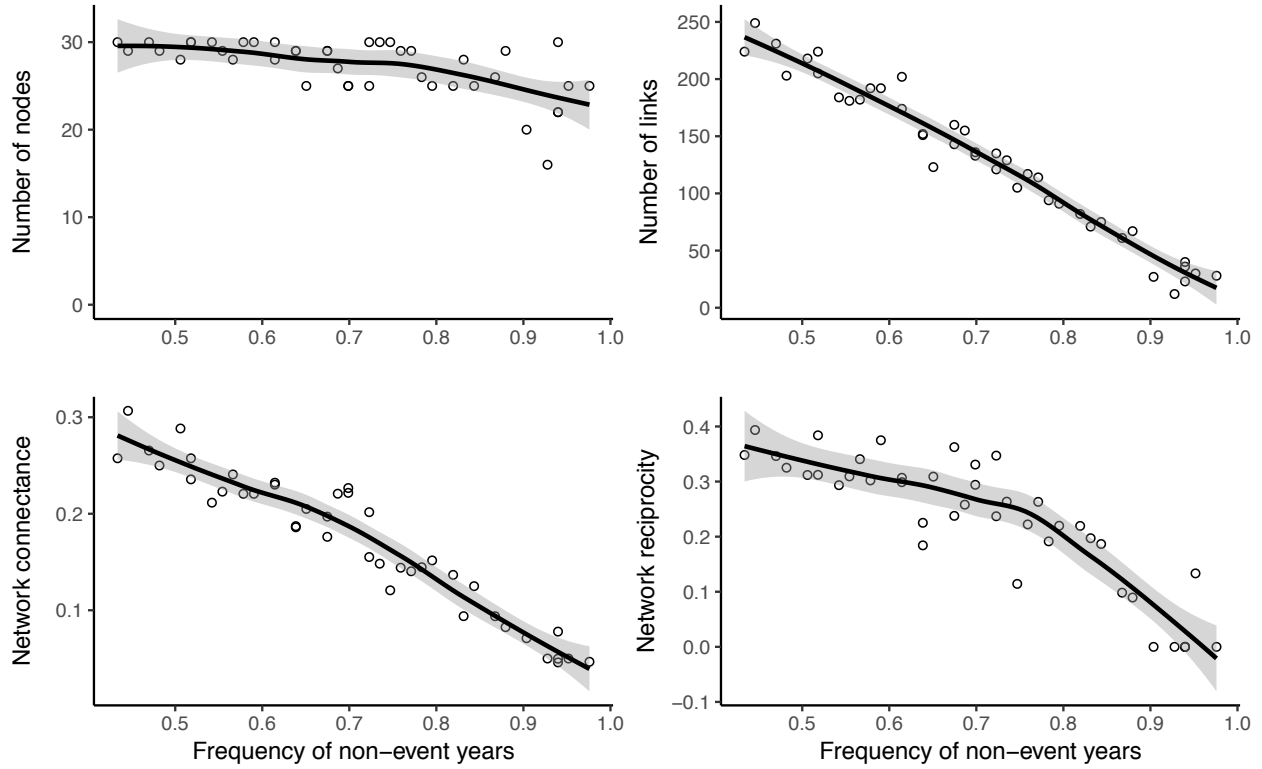 Number of nodes
30
20
10
0
0.5 0.6 0.7 0.8 0.9 1.0
Number of links
250
200
150
100
50
0
0.5 0.6 0.7 0.8 0.9 1.0
Network connectance
0.3
0.2
0.1
0.5 0.6 0.7 0.8 0.9 1.0
Frequency of non−event years
Network reciprocity
0.4
0.3
0.2
0.1
0.0
−0.1
0.5 0.6 0.7 0.8 0.9 1.0
Frequency of non−event years